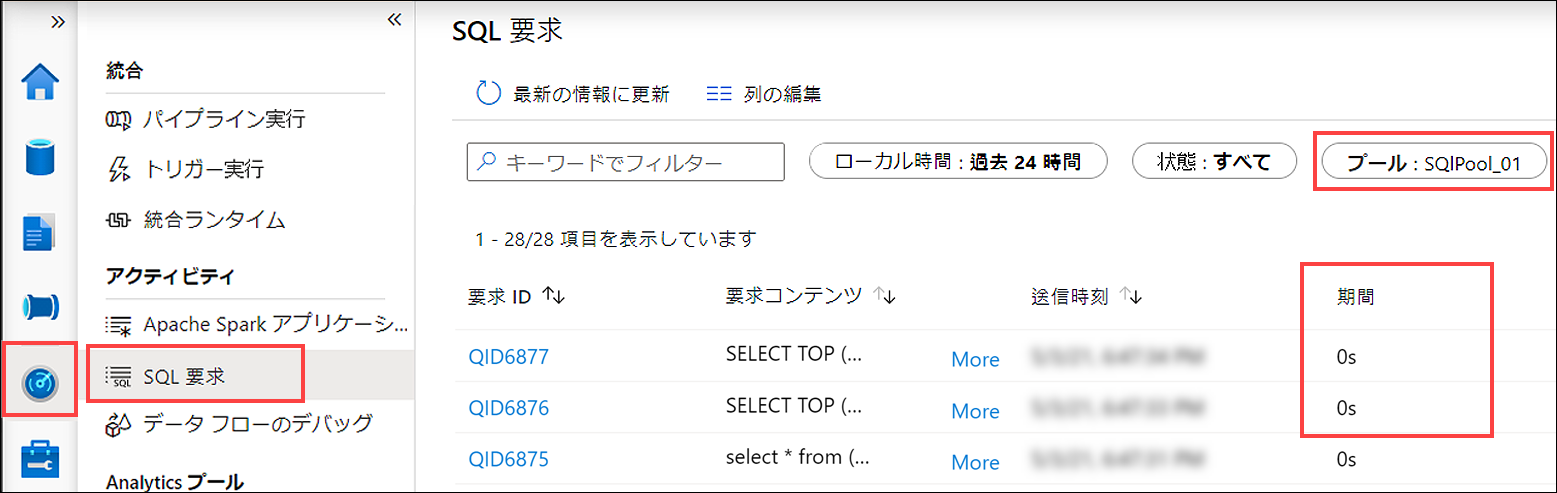 統合
パイプライン実行
トリガー実行
統合ランタイム
アクティビティ
Apache Spark アプリケーシ...
SQL 要求
データ フローのデバッグ
Analytics プール
SQL 要求
最新の情報に更新 列の編集
キーワードでフィルター ローカル時間 : 過去 24 時間 状態 : すべて プール : SQlPool_01
1 - 28/28 項目を表示しています
要求 ID 要求コンテンツ 送信時刻 期間
QID6877 SELECT TOP (... More 0s
QID6876 SELECT TOP (... More 0s
QID6875 select * from (... More 0s